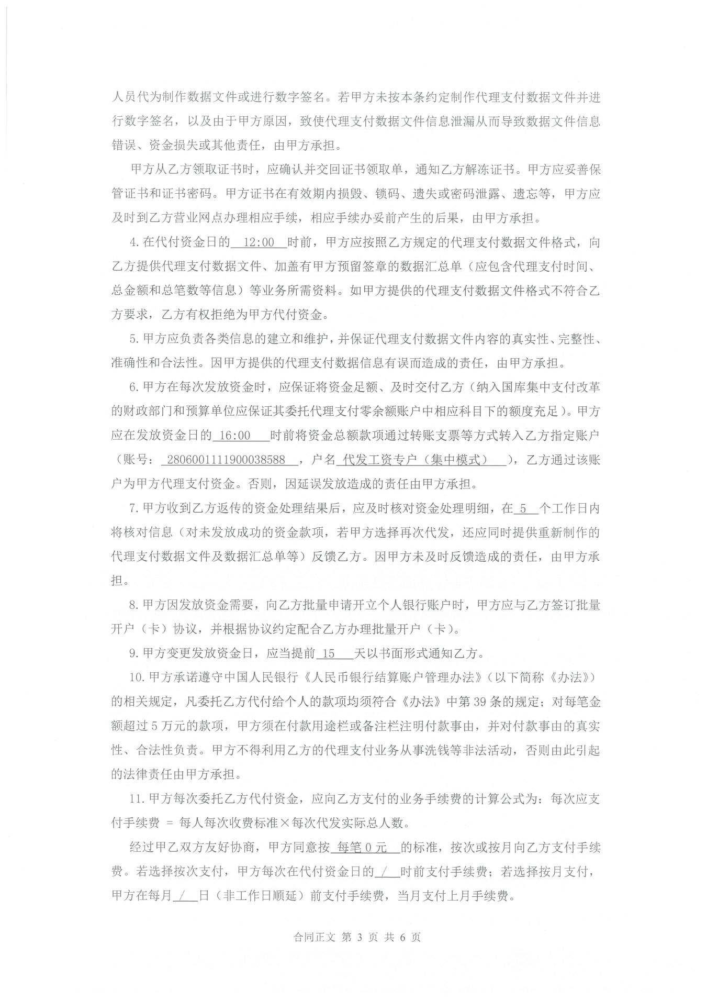 人员代为制作数据文件或进行数字签名。若甲方未按本条约定制作代理支付数据文件并进
行数字签名，以及由于甲方原因，致使代理支付数据文件信息泄漏从而导致数据文件信息
错误、资金损失或其他责任，由甲方承担。
甲方从乙方领取证书时，应确认并交回证书领取单，通知乙方解冻证书。甲方应妥善保
管证书和证书密码。甲方证书在有效期内损毁、锁码、遗失或密码泄露、遗忘等，甲方应
及时到乙方营业网点办理相应手续，相应手续办妥前产生的后果，由甲方承担。
4.在代付资金日的 12:00 时前，甲方应按照乙方规定的代理支付数据文件格式，向
乙方提供代理支付数据文件、加盖有甲方预留签章的数据汇总单（应包含代理支付时间、
总金额和总笔数等信息）等业务所需资料。如甲方提供的代理支付数据文件格式不符合乙
方要求，乙方有权拒绝为甲方代付资金。
5.甲方应负责各类信息的建立和维护，并保证代理支付数据文件内容的真实性、完整性、
准确性和合法性。因甲方提供的代理支付数据信息有误而造成的责任，由甲方承担。
6.甲方在每次发放资金时，应保证将资金足额、及时交付乙方（纳入国库集中支付改革
的财政部门和预算单位应保证其委托代理支付零余额账户中相应科目下的额度充足）。甲方
应在发放资金日的 16:00 时前将资金总额款项通过转账支票等方式转入乙方指定账户
（账号： 2806001111900038588 ，户名 代发工资专户（集中模式） ），乙方通过该账
户为甲方代理支付资金。否则，因延误发放造成的责任由甲方承担。
7.甲方收到乙方返传的资金处理结果后，应及时核对资金处理明细，在 5 个工作日内
将核对信息（对未发放成功的资金款项，若甲方选择再次代发，还应同时提供重新制作的
代理支付数据文件及数据汇总单等）反馈乙方。因甲方未及时反馈造成的责任，由甲方承
担。
8.甲方因发放资金需要，向乙方批量申请开立个人银行账户时，甲方应与乙方签订批量
开户（卡）协议，并根据协议约定配合乙方办理批量开户（卡）。
9.甲方变更发放资金日，应当提前 15 天以书面形式通知乙方。
10.甲方承诺遵守中国人民银行《人民币银行结算账户管理办法》（以下简称《办法》）
的相关规定，凡委托乙方代付给个人的款项均须符合《办法》中第 39 条的规定；对每笔金
额超过 5 万元的款项，甲方须在付款用途栏或备注栏注明付款事由，并对付款事由的真实
性、合法性负责。甲方不得利用乙方的代理支付业务从事洗钱等非法活动，否则由此引起
的法律责任由甲方承担。
11.甲方每次委托乙方代付资金，应向乙方支付的业务手续费的计算公式为：每次应支
付手续费 = 每人每次收费标准×每次代发实际总人数。
经过甲乙双方友好协商，甲方同意按 每笔 0 元 的标准，按次或按月向乙方支付手续
费。若选择按次支付，甲方每次在代付资金日的 / 时前支付手续费；若选择按月支付，
甲方在每月 / 日（非工作日顺延）前支付手续费，当月支付上月手续费。
合同正文 第 3 页 共 6 页